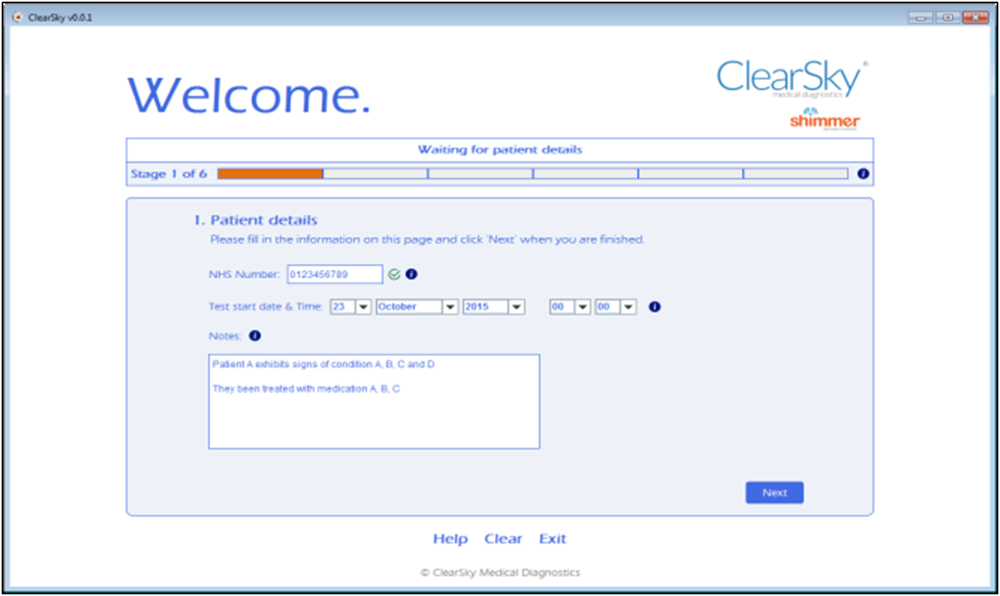 ClearSky v0.0.1
Welcome.
ClearSky®
medical diagnostics
shimmer
Waiting for patient details
Stage 1 of 6
1. Patient details
Please fill in the information on this page and click 'Next' when you are finished.
NHS Number: 0123456789
Test start date & Time: 23 October 2015 00 00
Notes:
Patient A exhibits signs of condition A, B, C and D
They been treated with medication A, B, C
Next
Help Clear Exit
© ClearSky Medical Diagnostics